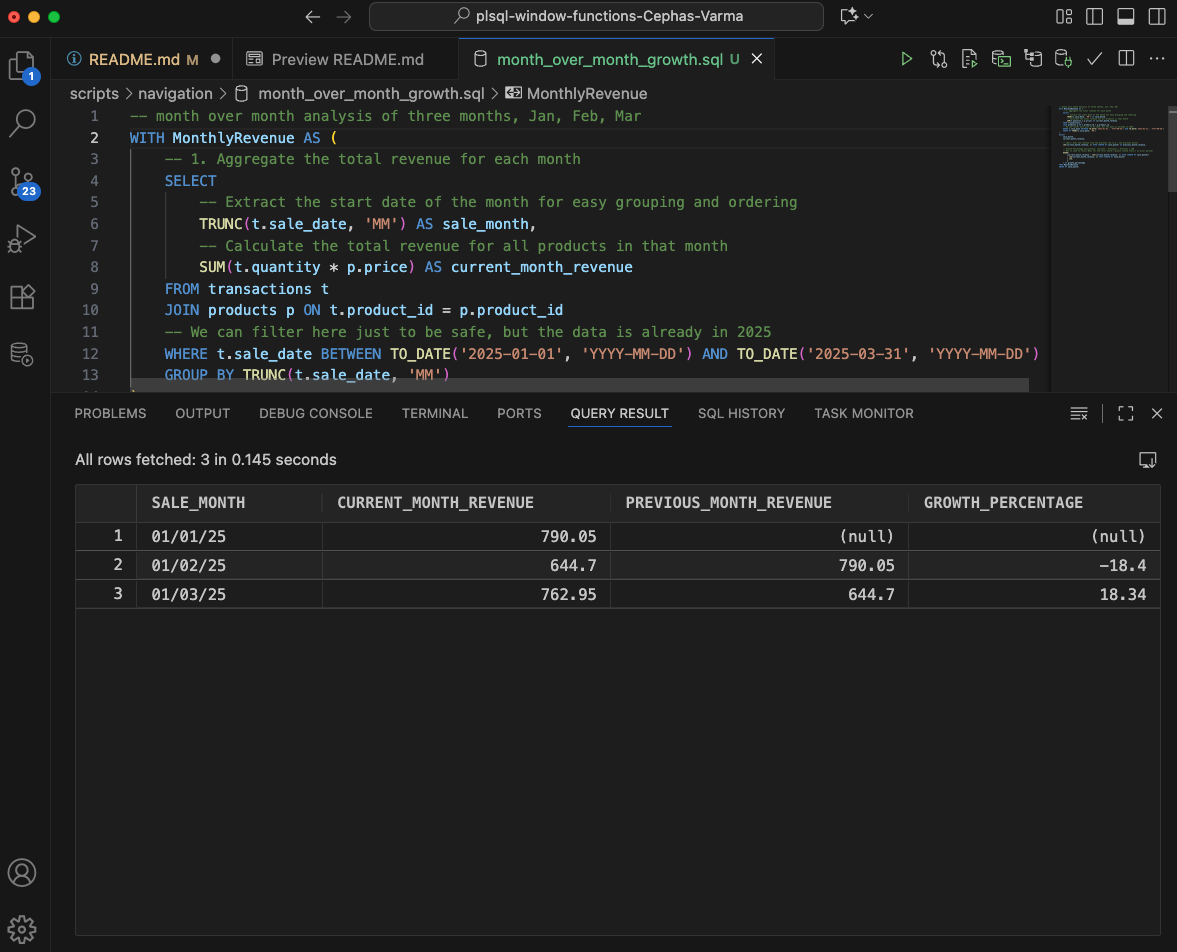 plsql-window-functions-Cephas-Varma
README.md M
Preview README.md
month_over_month_growth.sql U
1
23
scripts > navigation > month_over_month_growth.sql > MonthlyRevenue
1 -- month over month analysis of three months, Jan, Feb, Mar
2 WITH MonthlyRevenue AS (
3 -- 1. Aggregate the total revenue for each month
4 SELECT
5 -- Extract the start date of the month for easy grouping and ordering
6 TRUNC(t.sale_date, 'MM') AS sale_month,
7 -- Calculate the total revenue for all products in that month
8 SUM(t.quantity * p.price) AS current_month_revenue
9 FROM transactions t
10 JOIN products p ON t.product_id = p.product_id
11 -- We can filter here just to be safe, but the data is already in 2025
12 WHERE t.sale_date BETWEEN TO_DATE('2025-01-01', 'YYYY-MM-DD') AND TO_DATE('2025-03-31', 'YYYY-MM-DD')
13 GROUP BY TRUNC(t.sale_date, 'MM')
PROBLEMS OUTPUT DEBUG CONSOLE TERMINAL PORTS QUERY RESULT SQL HISTORY TASK MONITOR
All rows fetched: 3 in 0.145 seconds
SALE_MONTH CURRENT_MONTH_REVENUE PREVIOUS_MONTH_REVENUE GROWTH_PERCENTAGE
1 01/01/25 790.05 (null) (null)
2 01/02/25 644.7 790.05 -18.4
3 01/03/25 762.95 644.7 18.34